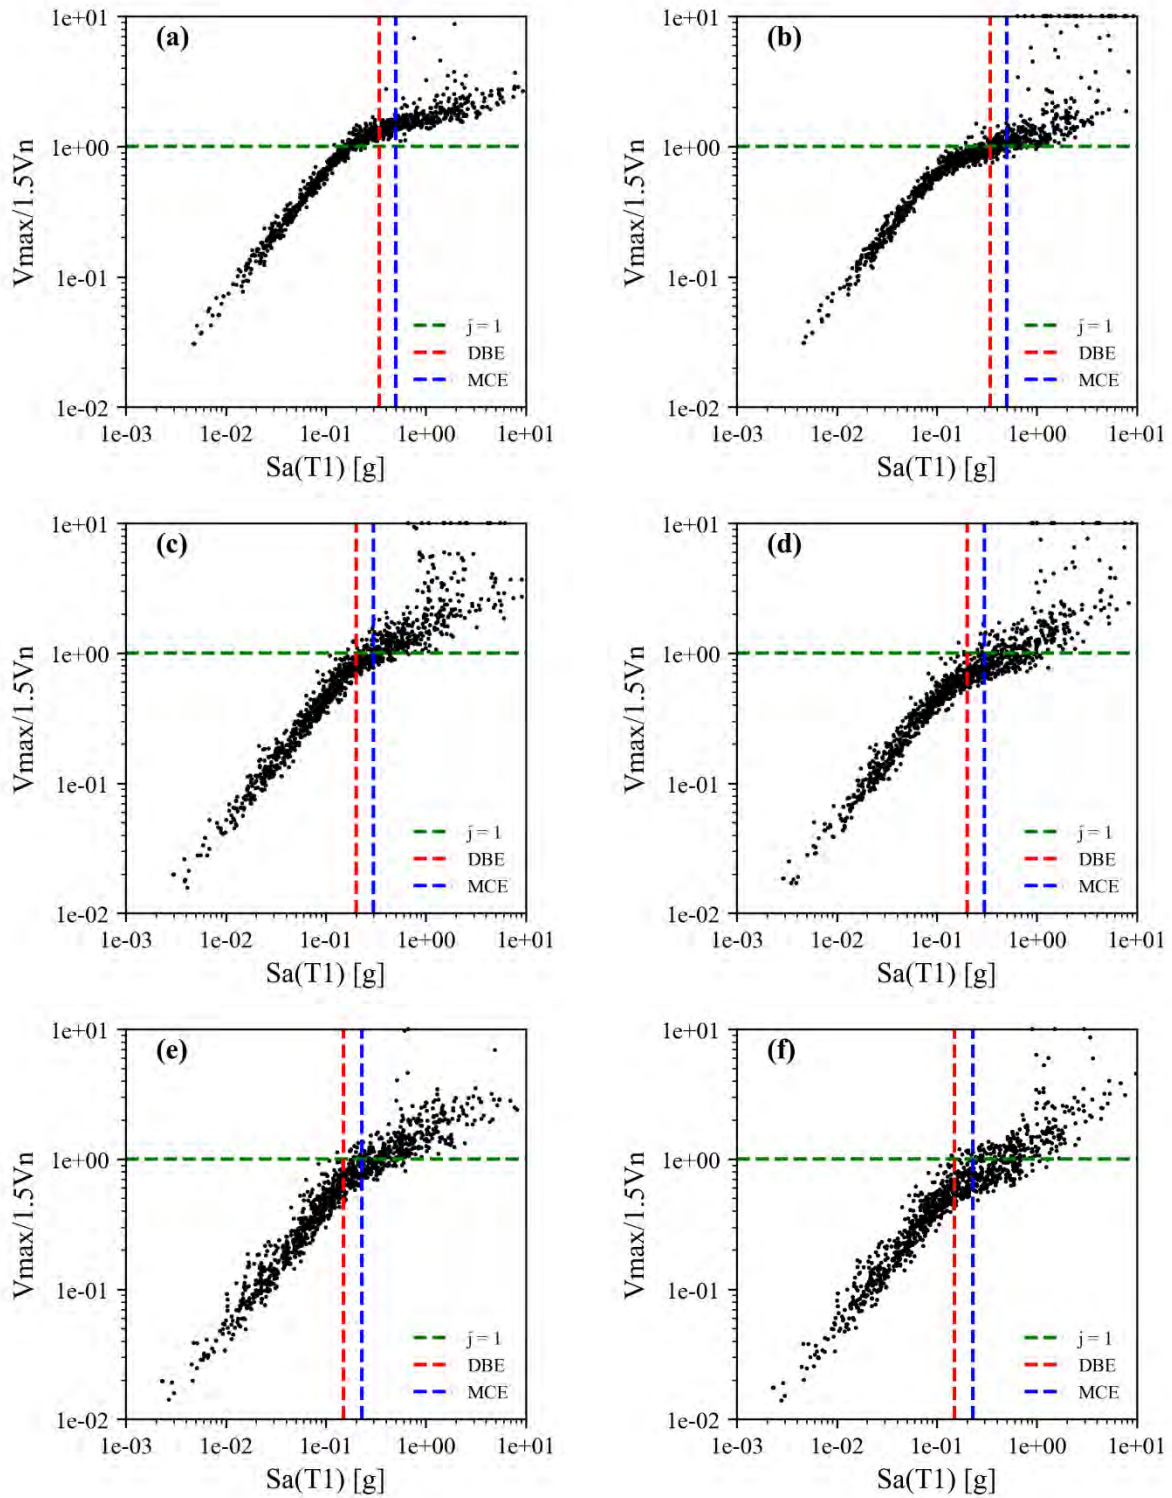 (a)
Vmax/1.5Vn
1e+01
1e+00
1e-01
1e-02
j = 1
DBE
MCE
1e-03 1e-02 1e-01 1e+00 1e+01
Sa(T1) [g]
(b)
Vmax/1.5Vn
1e+01
1e+00
1e-01
1e-02
j = 1
DBE
MCE
1e-03 1e-02 1e-01 1e+00 1e+01
Sa(T1) [g]
(c)
Vmax/1.5Vn
1e+01
1e+00
1e-01
1e-02
j = 1
DBE
MCE
1e-03 1e-02 1e-01 1e+00 1e+01
Sa(T1) [g]
(d)
Vmax/1.5Vn
1e+01
1e+00
1e-01
1e-02
j = 1
DBE
MCE
1e-03 1e-02 1e-01 1e+00 1e+01
Sa(T1) [g]
(e)
Vmax/1.5Vn
1e+01
1e+00
1e-01
1e-02
j = 1
DBE
MCE
1e-03 1e-02 1e-01 1e+00 1e+01
Sa(T1) [g]
(f)
Vmax/1.5Vn
1e+01
1e+00
1e-01
1e-02
j = 1
DBE
MCE
1e-03 1e-02 1e-01 1e+00 1e+01
Sa(T1) [g]